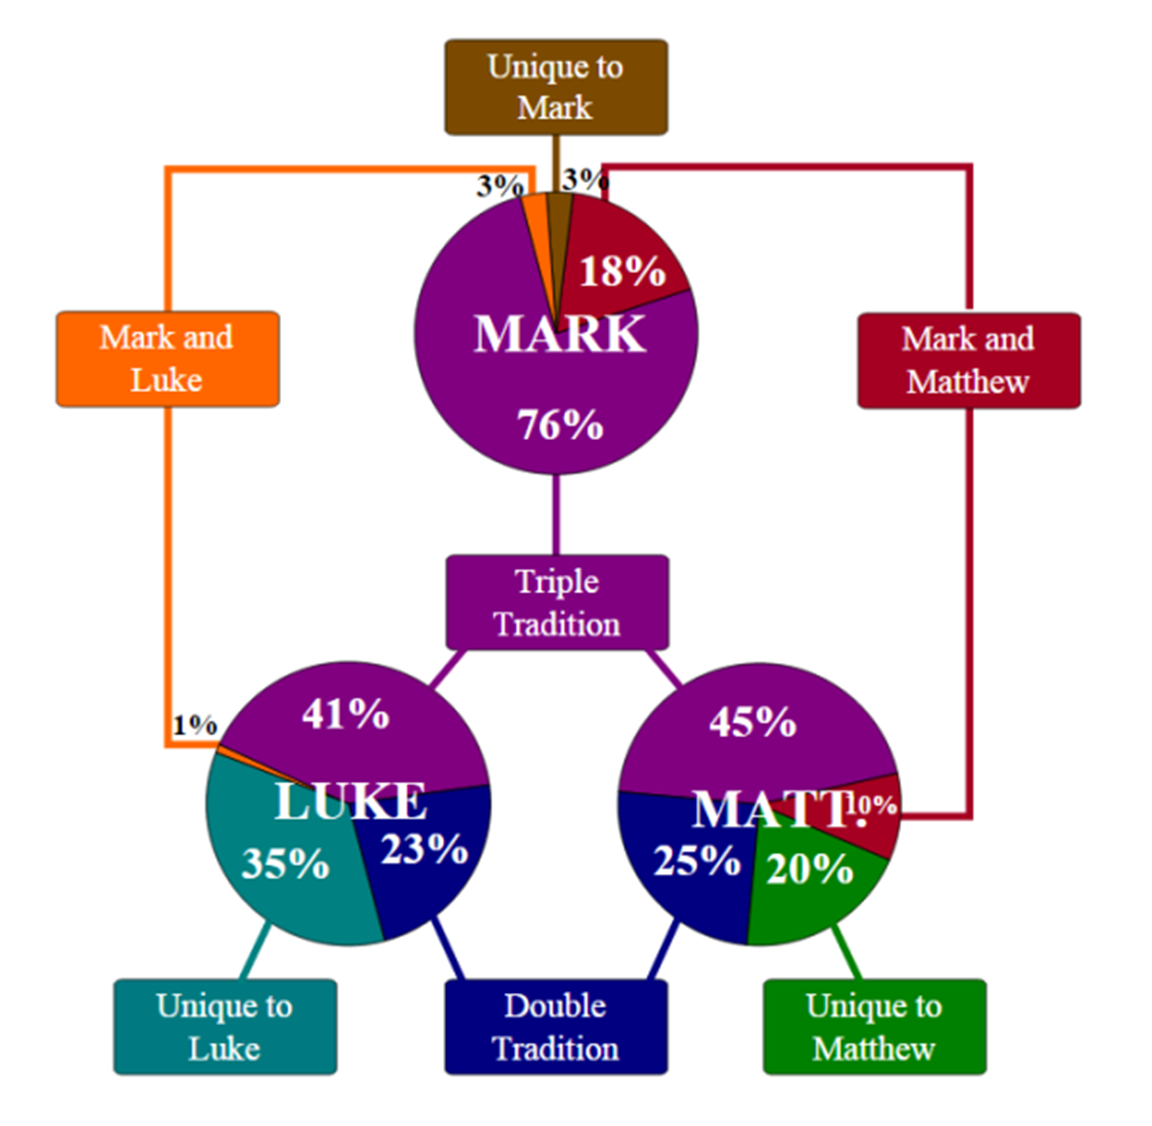 Unique to
Mark
3%
3%
18%
MARK
76%
Mark and
Luke
Mark and
Matthew
Triple
Tradition
1%
41%
LUKE
23%
35%
45%
MATT.
10%
25%
20%
Unique to
Luke
Double
Tradition
Unique to
Matthew